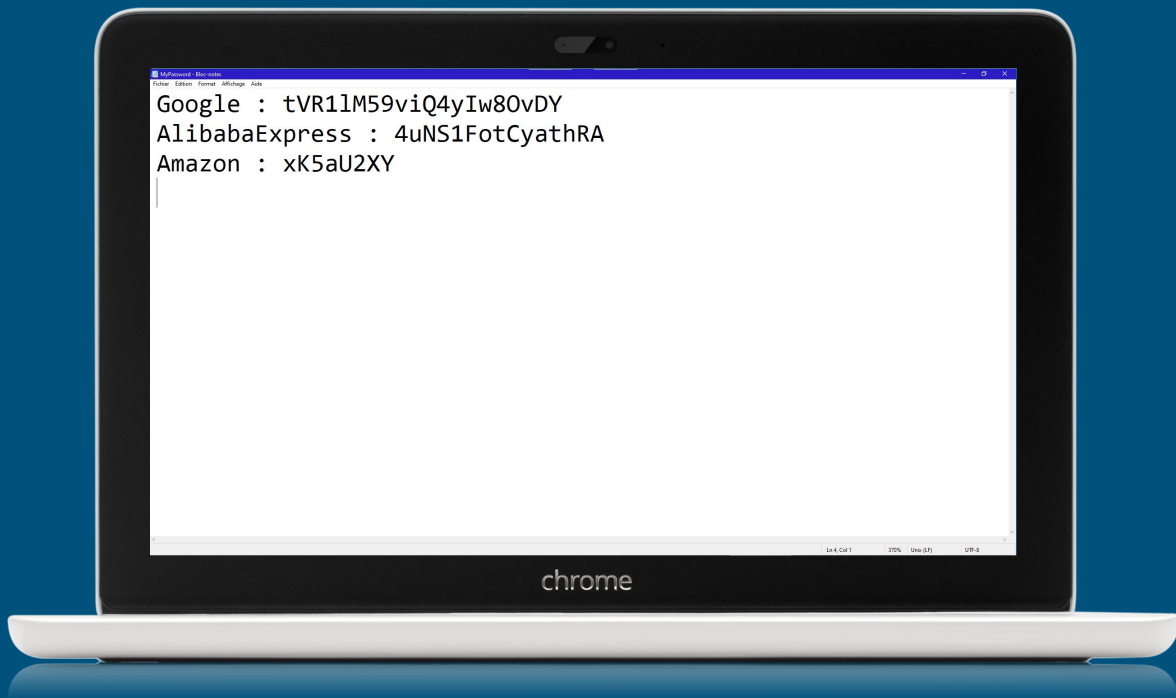 MyPassword - Bloc-notes
Fichier Edition Format Affichage Aide
Google : tVR1lM59viQ4yIw8OvDY
AlibabaExpress : 4uNS1FotCyathRA
Amazon : xK5aU2XY
Ln 4, Col 1 370% Unix (LF) UTF-8
chrome